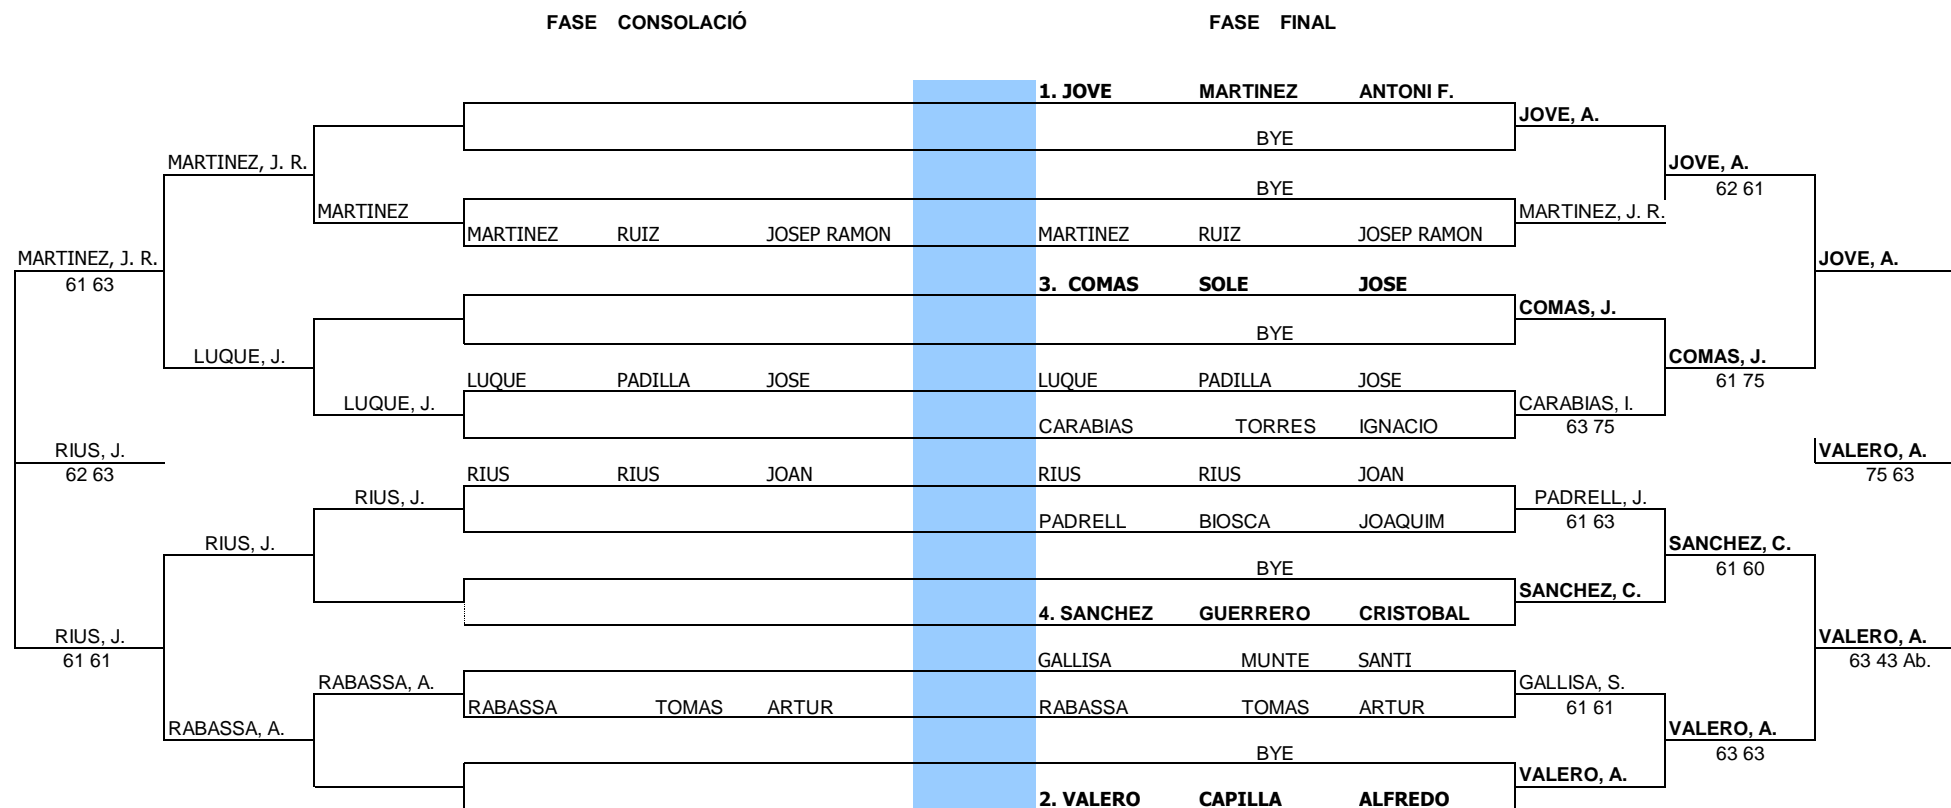 FASE CONSOLACIÓ FASE FINAL
1. JOVE MARTINEZ ANTONI F.
JOVE, A.
BYE
MARTINEZ, J. R. JOVE, A.
BYE 62 61
MARTINEZ MARTINEZ, J. R.
MARTINEZ RUIZ JOSEP RAMON MARTINEZ RUIZ JOSEP RAMON
MARTINEZ, J. R. JOVE, A.
61 63 3. COMAS SOLE JOSE
COMAS, J.
BYE
LUQUE, J. COMAS, J.
LUQUE PADILLA JOSE LUQUE PADILLA JOSE 61 75
LUQUE, J. CARABIAS, I.
CARABIAS TORRES IGNACIO 63 75
RIUS, J. VALERO, A.
62 63 RIUS RIUS JOAN RIUS RIUS JOAN 75 63
RIUS, J. PADRELL, J.
PADRELL BIOSCA JOAQUIM 61 63
RIUS, J. SANCHEZ, C.
BYE 61 60
SANCHEZ, C.
4. SANCHEZ GUERRERO CRISTOBAL
RIUS, J. VALERO, A.
61 61 GALLISA MUNTE SANTI 63 43 Ab.
RABASSA, A. GALLISA, S.
RABASSA TOMAS ARTUR RABASSA TOMAS ARTUR 61 61
RABASSA, A. VALERO, A.
BYE 63 63
VALERO, A.
2. VALERO CAPILLA ALFREDO